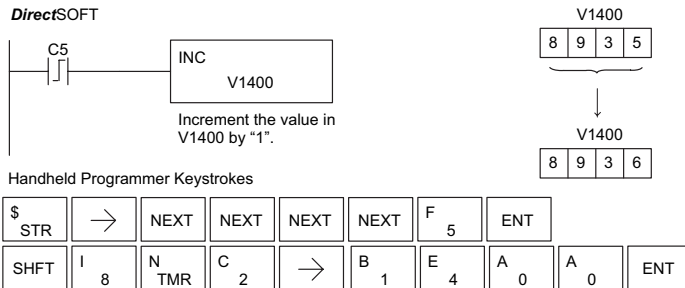 DirectSOFT
C5
INC
V1400
Increment the value in
V1400 by “1”.
V1400
8 9 3 5
V1400
8 9 3 6
Handheld Programmer Keystrokes
$ STR → NEXT NEXT NEXT NEXT F 5 ENT
SHFT I 8 N TMR C 2 → B 1 E 4 A 0 A 0 ENT